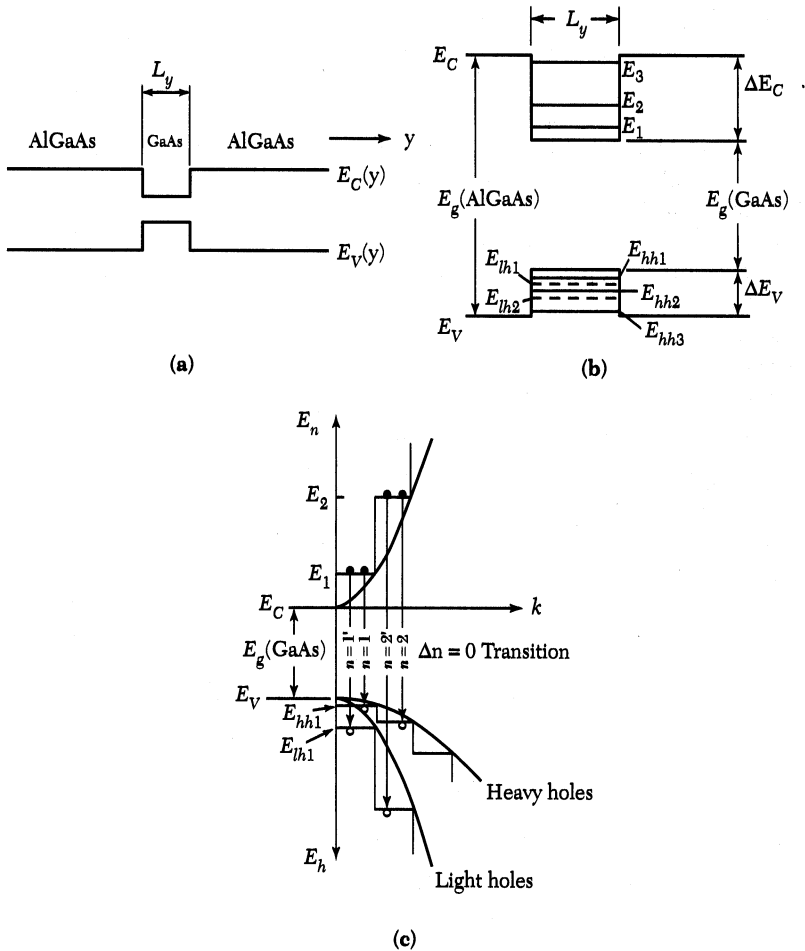 L_y
AlGaAs GaAs AlGaAs y
E_C(y)
E_V(y)
(a)
L_y
E_C
E_3
ΔE_C
E_2
E_1
E_g(AlGaAs)
E_g(GaAs)
E_lh1
E_hh1
E_lh2
E_hh2
ΔE_V
E_V
E_hh3
(b)
E_n
E_2
E_1
E_C
k
E_g(GaAs)
n = 1'
n = 1
n = 2'
n = 2
Δn = 0 Transition
E_V
E_hh1
E_lh1
Heavy holes
E_h
Light holes
(c)